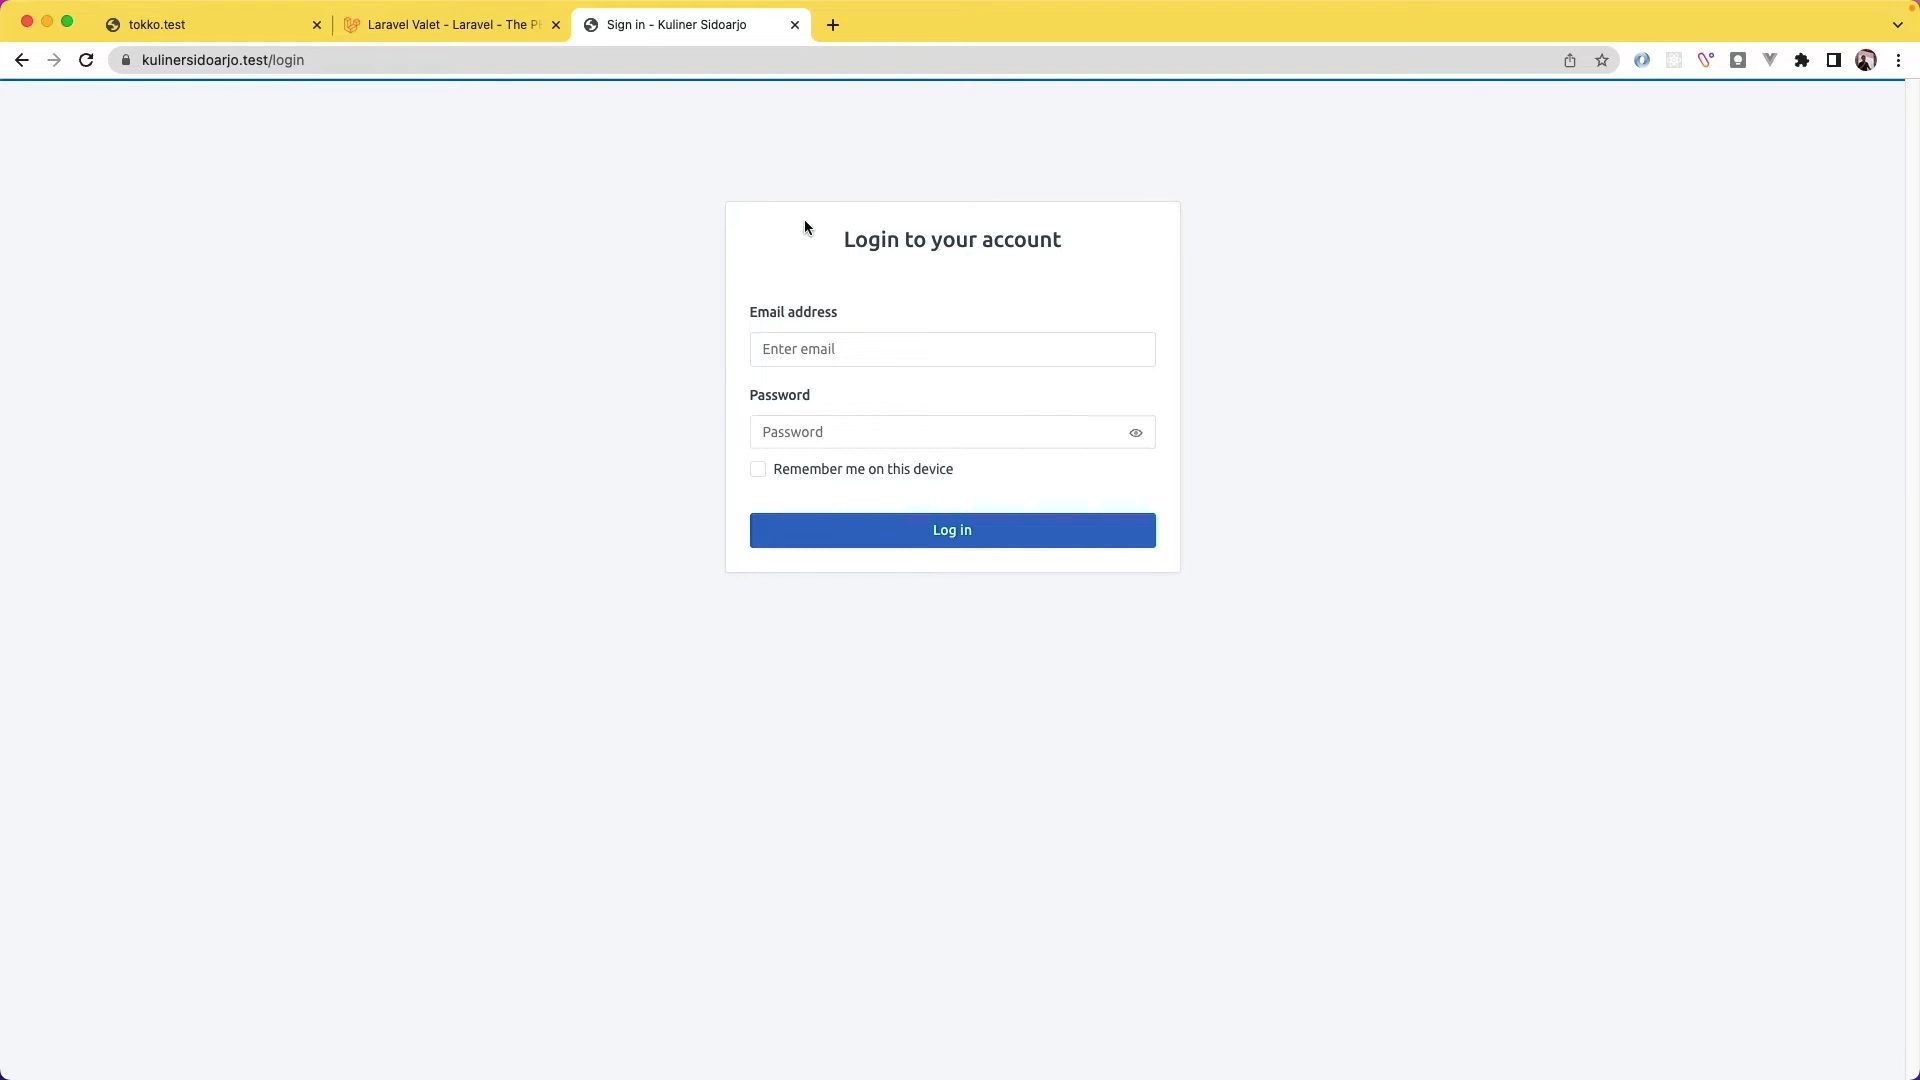 tokko.test
Laravel Valet - Laravel - The P
Sign in - Kuliner Sidoarjo
kulinersidoarjo.test/login
Login to your account
Email address
Enter email
Password
Password
Remember me on this device
Log in